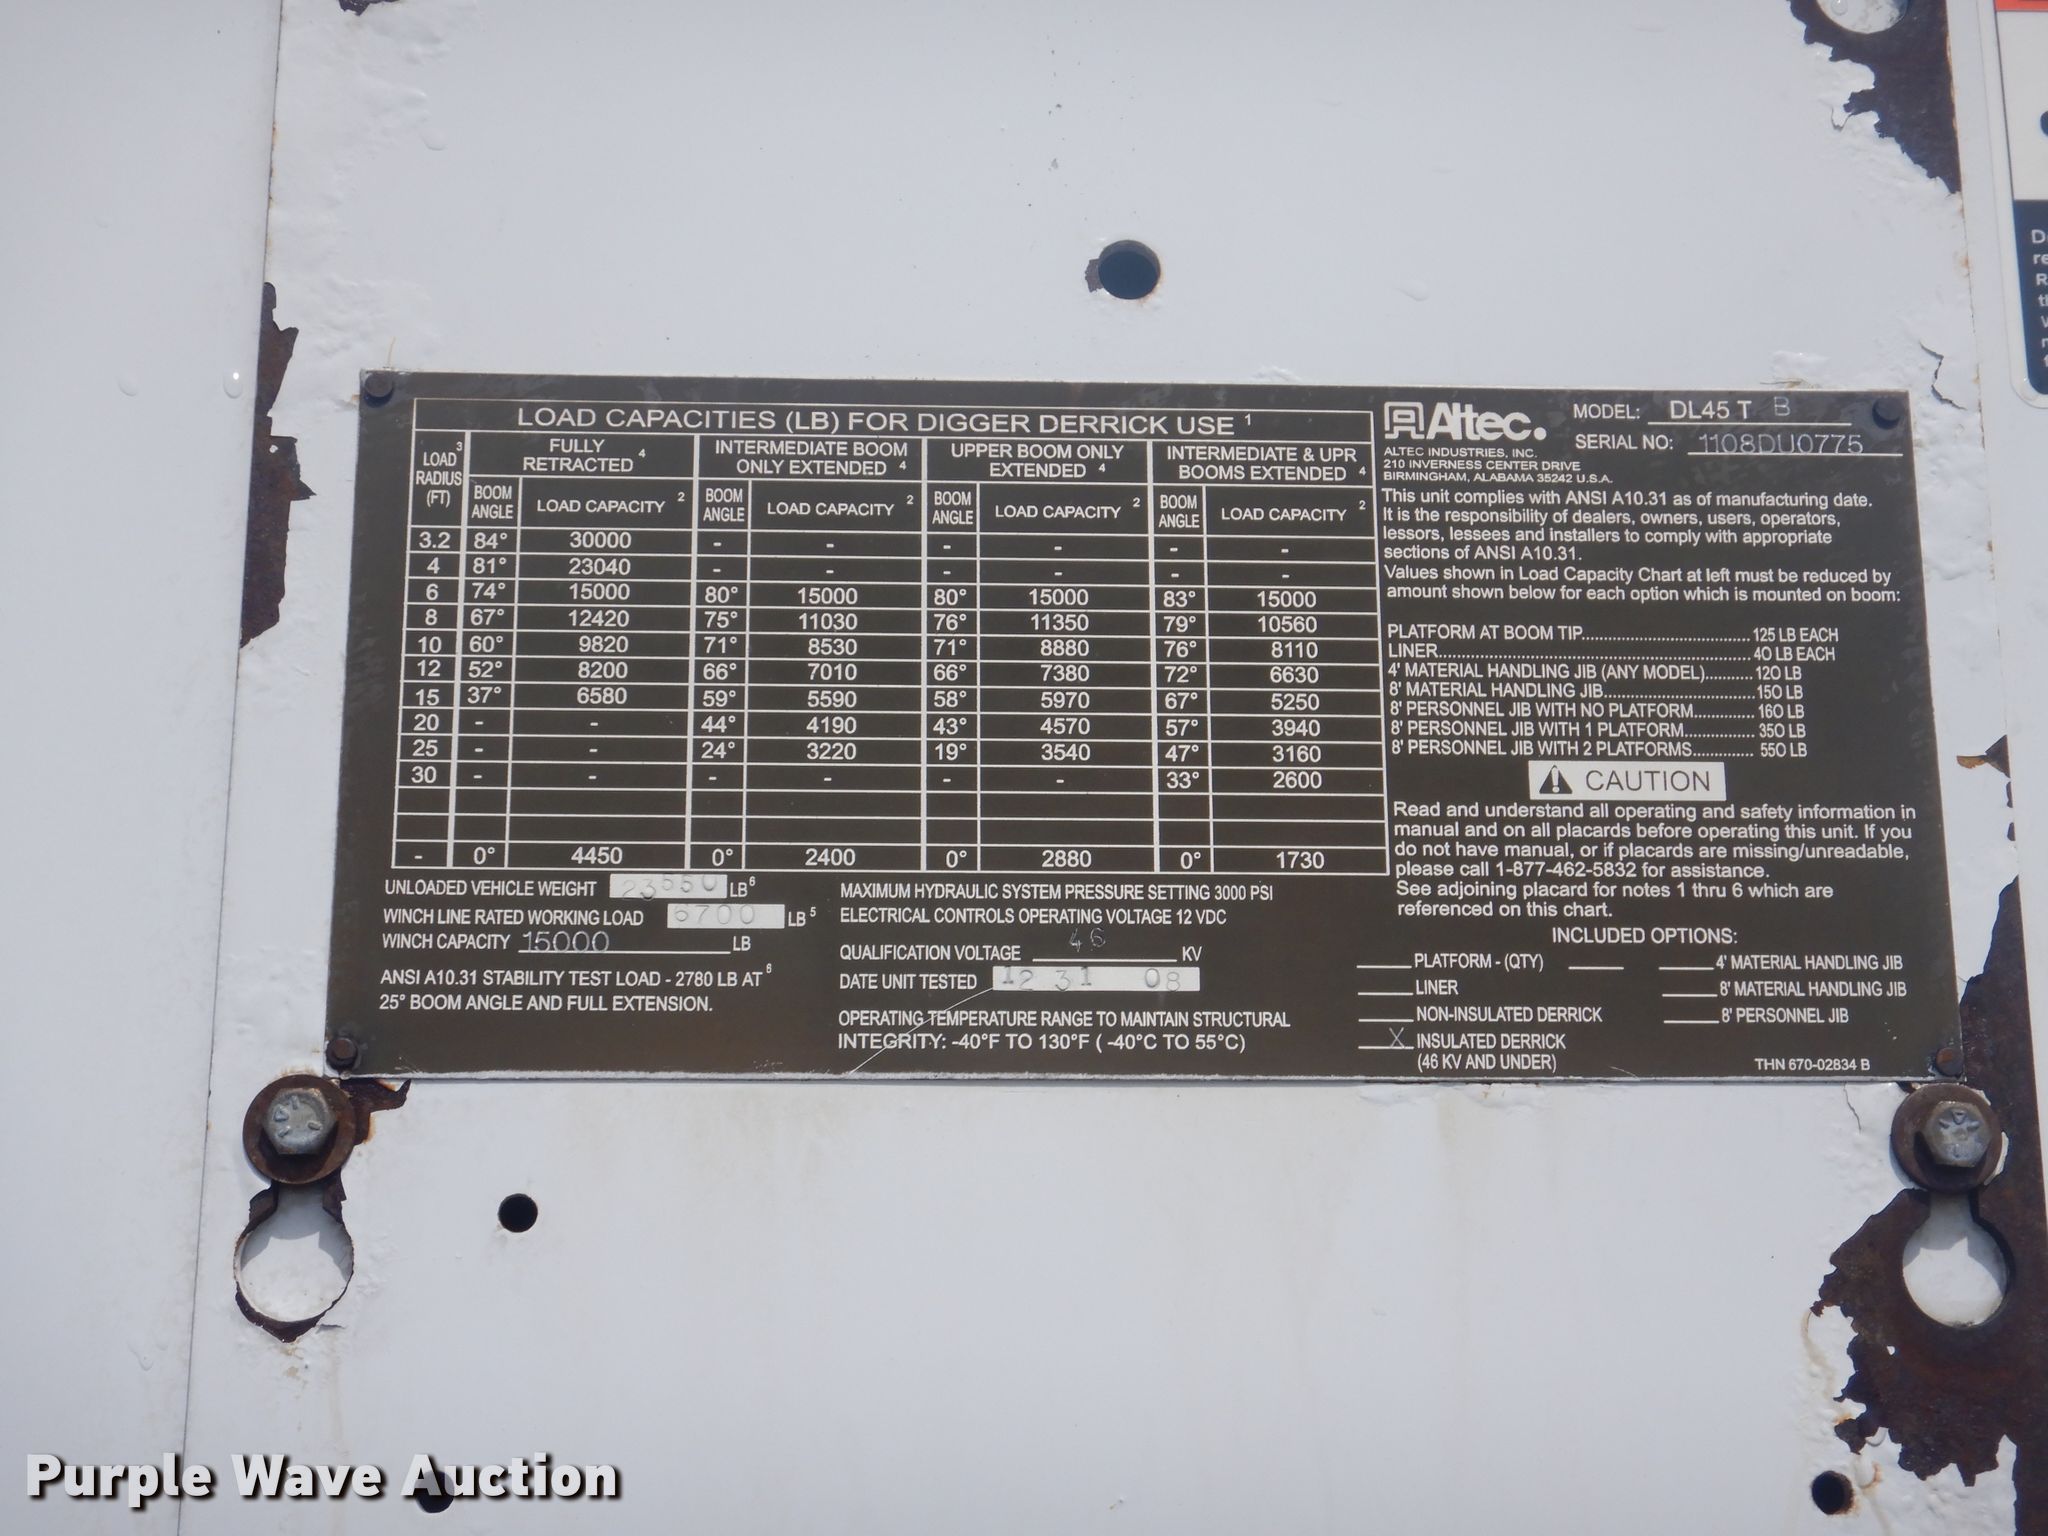 LOAD CAPACITIES (LB) FOR DIGGER DERRICK USE 1
LOAD 3 RADIUS (FT)
FULLY RETRACTED 4
INTERMEDIATE BOOM ONLY EXTENDED 4
UPPER BOOM ONLY EXTENDED 4
INTERMEDIATE & UPR BOOMS EXTENDED 4
BOOM ANGLE LOAD CAPACITY 2 BOOM ANGLE LOAD CAPACITY 2 BOOM ANGLE LOAD CAPACITY 2 BOOM ANGLE LOAD CAPACITY 2
3.2 84° 30000 - - - - - -
4 81° 23040 - - - - - -
6 74° 15000 80° 15000 80° 15000 83° 15000
8 67° 12420 75° 11030 76° 11350 79° 10560
10 60° 9820 71° 8530 71° 8880 76° 8110
12 52° 8200 66° 7010 66° 7380 72° 6630
15 37° 6580 59° 5590 58° 5970 67° 5250
20 - - 44° 4190 43° 4570 57° 3940
25 - - 24° 3220 19° 3540 47° 3160
30 - - - - - - 33° 2600
- 0° 4450 0° 2400 0° 2880 0° 1730
UNLOADED VEHICLE WEIGHT 23550 LB 6
WINCH LINE RATED WORKING LOAD 6700 LB 5
WINCH CAPACITY 15000 LB
ANSI A10.31 STABILITY TEST LOAD - 2780 LB AT 6
25° BOOM ANGLE AND FULL EXTENSION.
MAXIMUM HYDRAULIC SYSTEM PRESSURE SETTING 3000 PSI
ELECTRICAL CONTROLS OPERATING VOLTAGE 12 VDC
QUALIFICATION VOLTAGE 46 KV
DATE UNIT TESTED 12 31 08
OPERATING TEMPERATURE RANGE TO MAINTAIN STRUCTURAL
INTEGRITY: -40°F TO 130°F ( -40°C TO 55°C)
Altec.
MODEL: DL45 T B
SERIAL NO: 1108DU0775
ALTEC INDUSTRIES, INC.
210 INVERNESS CENTER DRIVE
BIRMINGHAM, ALABAMA 35242 U.S.A.
This unit complies with ANSI A10.31 as of manufacturing date.
It is the responsibility of dealers, owners, users, operators,
lessors, lessees and installers to comply with appropriate
sections of ANSI A10.31.
Values shown in Load Capacity Chart at left must be reduced by
amount shown below for each option which is mounted on boom:
PLATFORM AT BOOM TIP........125 LB EACH
LINER........40 LB EACH
4' MATERIAL HANDLING JIB (ANY MODEL)........120 LB
8' MATERIAL HANDLING JIB........150 LB
8' PERSONNEL JIB WITH NO PLATFORM........160 LB
8' PERSONNEL JIB WITH 1 PLATFORM........350 LB
8' PERSONNEL JIB WITH 2 PLATFORMS........550 LB
CAUTION
Read and understand all operating and safety information in
manual and on all placards before operating this unit. If you
do not have manual, or if placards are missing/unreadable,
please call 1-877-462-5832 for assistance.
See adjoining placard for notes 1 thru 6 which are
referenced on this chart.
INCLUDED OPTIONS:
PLATFORM - (QTY) 4' MATERIAL HANDLING JIB
LINER 8' MATERIAL HANDLING JIB
NON-INSULATED DERRICK 8' PERSONNEL JIB
X INSULATED DERRICK
(46 KV AND UNDER)
THN 670-02834 B
Purple Wave Auction